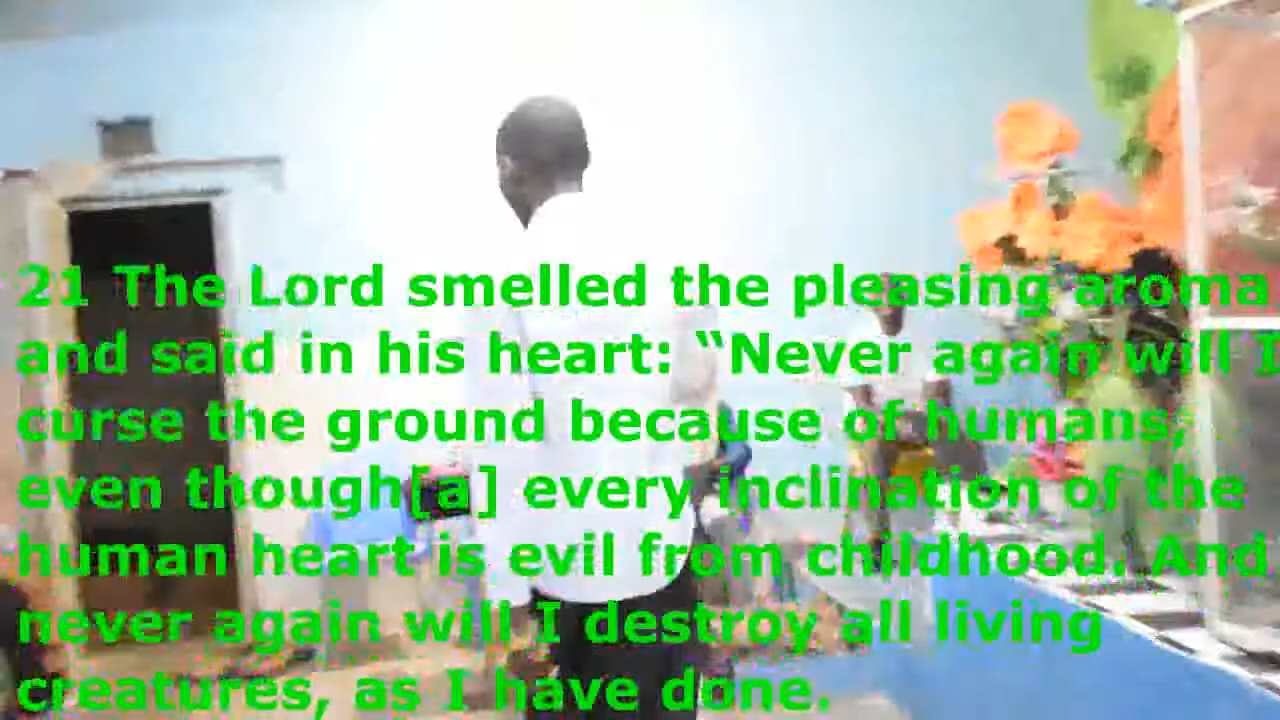 21 The Lord smelled the pleasing aroma
and said in his heart: “Never again will I
curse the ground because of humans,
even though[a] every inclination of the
human heart is evil from childhood. And
never again will I destroy all living
creatures, as I have done.